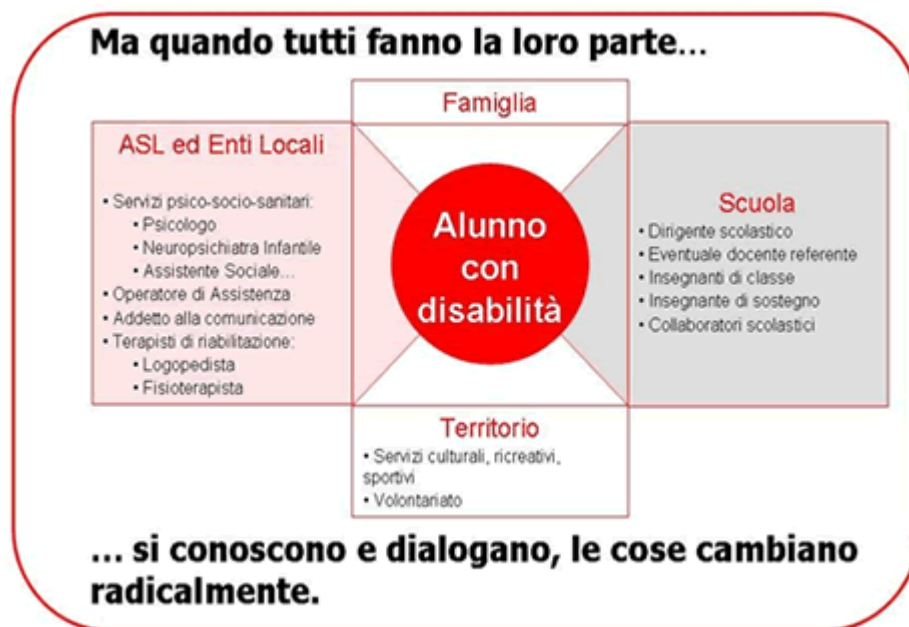 Ma quando tutti fanno la loro parte...
Famiglia
ASL ed Enti Locali
• Servizi psico-socio-sanitari:
• Psicologo
• Neuropsichiatra Infantile
• Assistente Sociale...
• Operatore di Assistenza
• Addetto alla comunicazione
• Terapisti di riabilitazione:
• Logopedista
• Fisioterapista
Alunno
con
disabilità
Scuola
• Dirigente scolastico
• Eventuale docente referente
• Insegnanti di classe
• Insegnante di sostegno
• Collaboratori scolastici
Territorio
• Servizi culturali, ricreativi,
sportivi
• Volontariato
... si conoscono e dialogano, le cose cambiano
radicalmente.